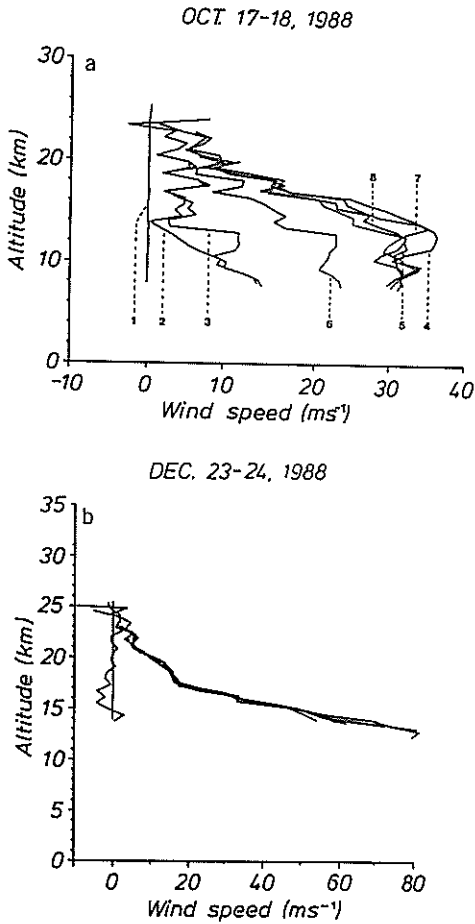 OCT. 17-18, 1988
a
30
20
10
0
Altitude (km)
8 7
1 2 3 6 5 4
-10 0 10 20 30 40
Wind speed (ms⁻¹)
DEC. 23-24, 1988
b
35
30
25
20
15
10
5
0
Altitude (km)
0 20 40 60 80
Wind speed (ms⁻¹)